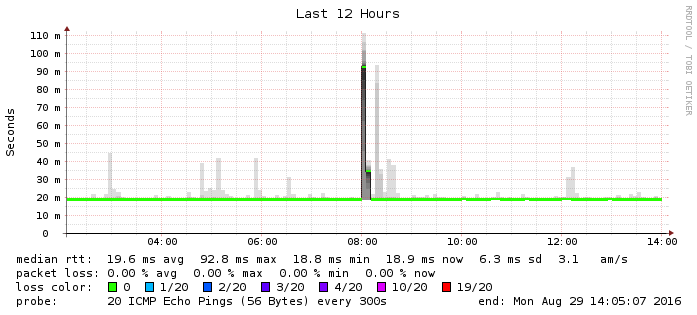 Last 12 Hours
RRDTOOL / TOBI OETIKER
Seconds
110 m
100 m
90 m
80 m
70 m
60 m
50 m
40 m
30 m
20 m
10 m
0
04:00 06:00 08:00 10:00 12:00 14:00
median rtt: 19.6 ms avg 92.8 ms max 18.8 ms min 18.9 ms now 6.3 ms sd 3.1 am/s
packet loss: 0.00 % avg 0.00 % max 0.00 % min 0.00 % now
loss color: 0 1/20 2/20 3/20 4/20 10/20 19/20
probe: 20 ICMP Echo Pings (56 Bytes) every 300s end: Mon Aug 29 14:05:07 2016